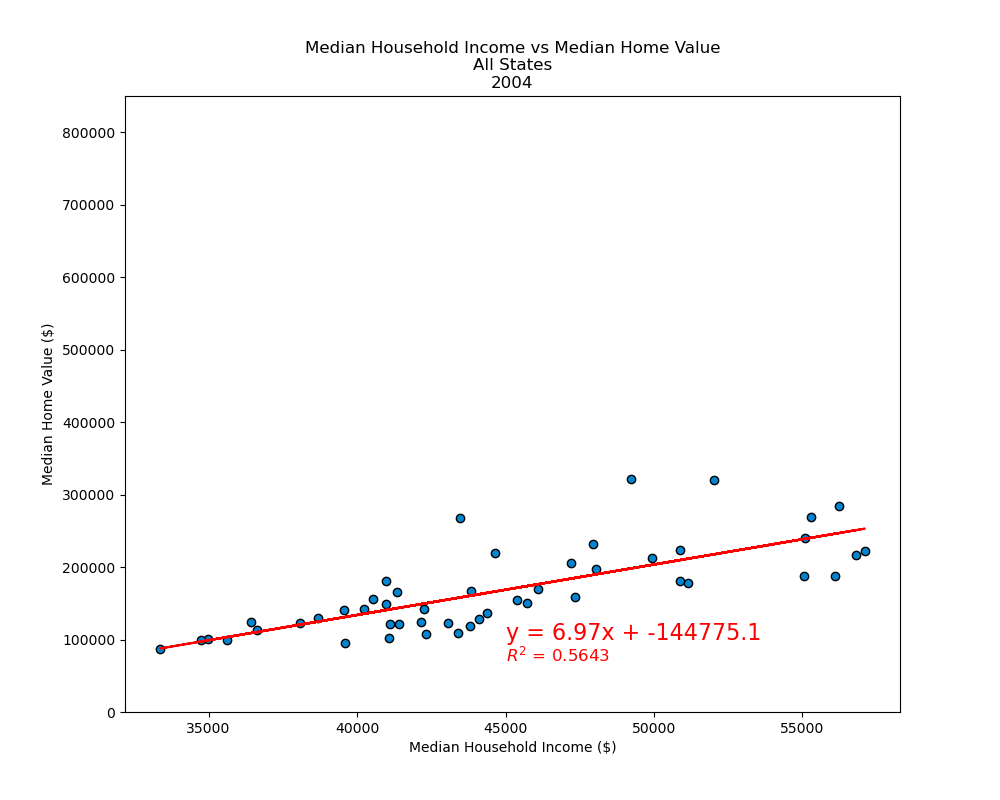 Median Household Income vs Median Home Value
All States
2004
800000
700000
600000
500000
400000
300000
200000
100000
0
Median Home Value ($)
y = 6.97x + -144775.1
R² = 0.5643
35000 40000 45000 50000 55000
Median Household Income ($)